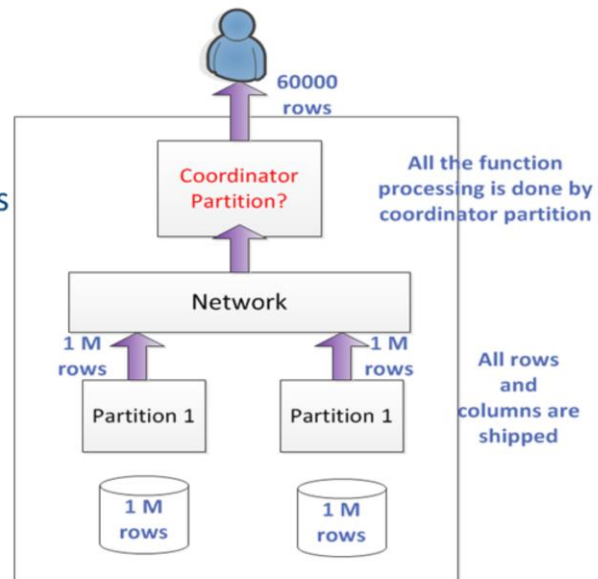 60000
rows
Coordinator
Partition?
All the function
processing is done by
coordinator partition
s
Network
1 M
rows
1 M
rows
Partition 1
Partition 1
All rows
and
columns are
shipped
1 M
rows
1 M
rows